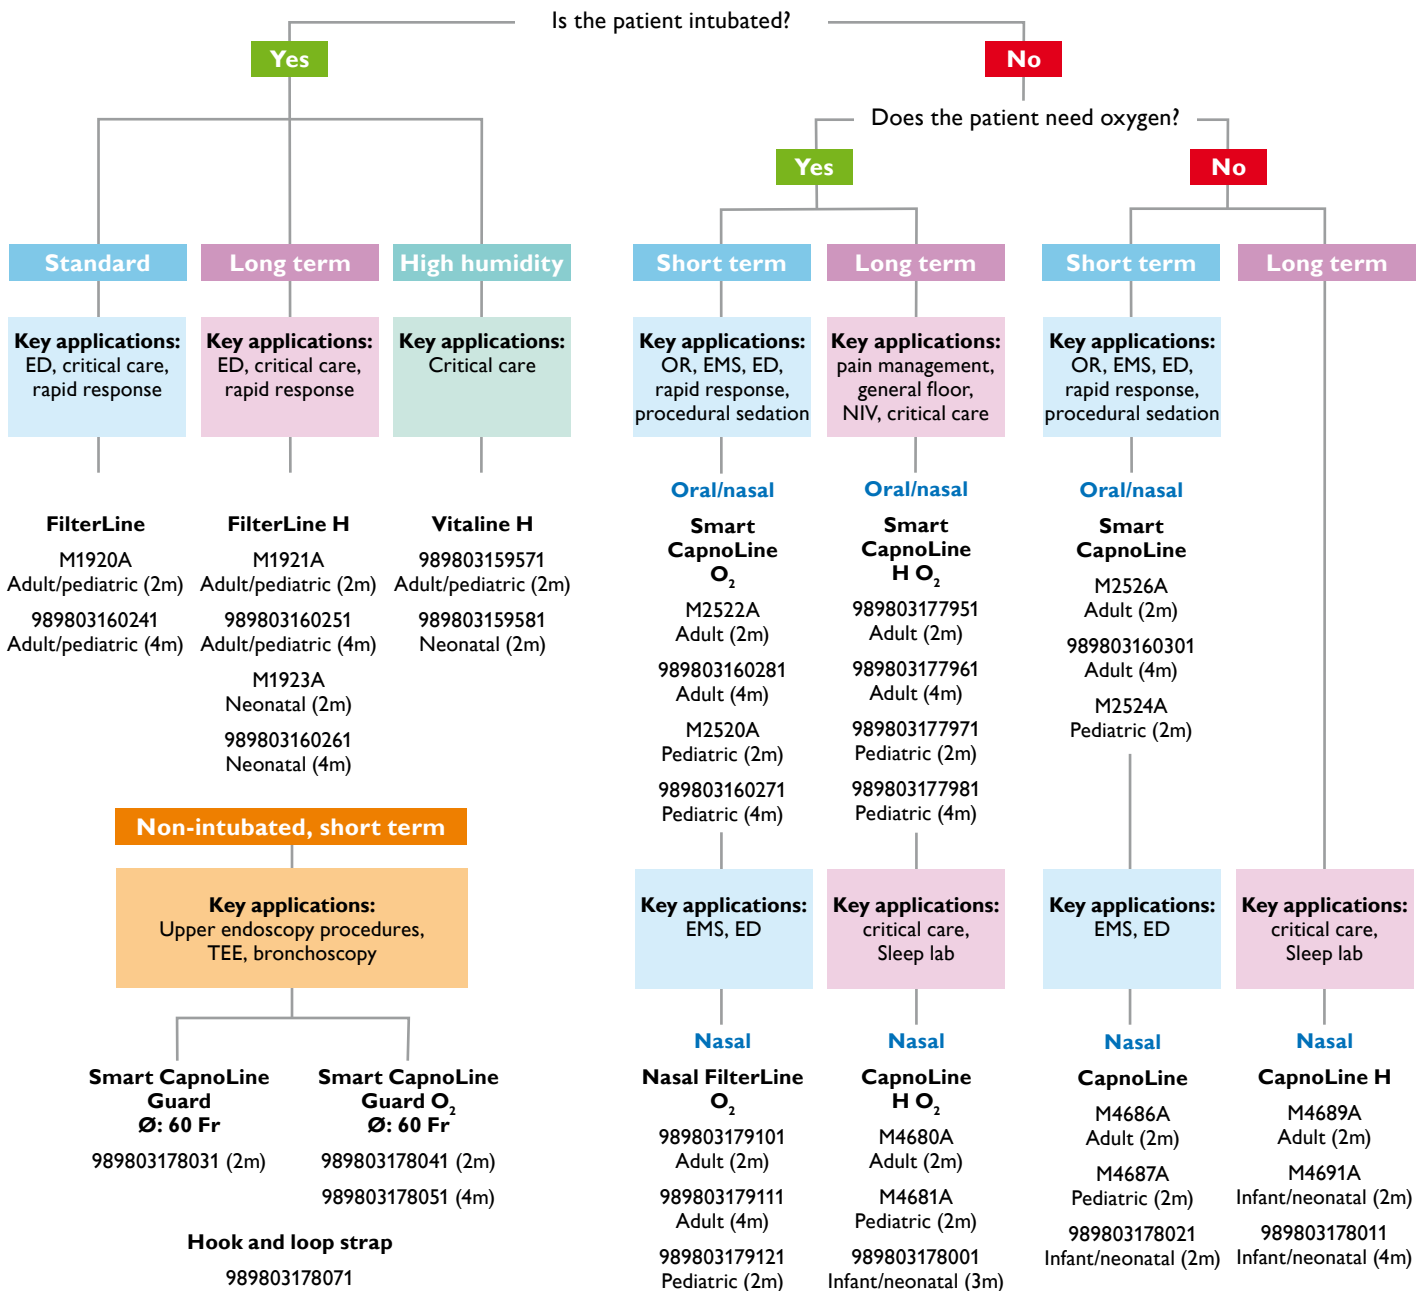 Is the patient intubated?
Yes
No
Does the patient need oxygen?
Yes
No
Standard
Long term
High humidity
Short term
Long term
Short term
Long term
Key applications:
ED, critical care,
rapid response
Key applications:
ED, critical care,
rapid response
Key applications:
Critical care
Key applications:
OR, EMS, ED,
rapid response,
procedural sedation
Key applications:
pain management,
general floor,
NIV, critical care
Key applications:
OR, EMS, ED,
rapid response,
procedural sedation
FilterLine
M1920A
Adult/pediatric (2m)
989803160241
Adult/pediatric (4m)
FilterLine H
M1921A
Adult/pediatric (2m)
989803160251
Adult/pediatric (4m)
M1923A
Neonatal (2m)
989803160261
Neonatal (4m)
Vitaline H
989803159571
Adult/pediatric (2m)
989803159581
Neonatal (2m)
Oral/nasal
Smart
CapnoLine
O₂
M2522A
Adult (2m)
989803160281
Adult (4m)
M2520A
Pediatric (2m)
989803160271
Pediatric (4m)
Oral/nasal
Smart
CapnoLine
H O₂
989803177951
Adult (2m)
989803177961
Adult (4m)
989803177971
Pediatric (2m)
989803177981
Pediatric (4m)
Oral/nasal
Smart
CapnoLine
M2526A
Adult (2m)
989803160301
Adult (4m)
M2524A
Pediatric (2m)
Non-intubated, short term
Key applications:
Upper endoscopy procedures,
TEE, bronchoscopy
Smart CapnoLine
Guard
Ø: 60 Fr
989803178031 (2m)
Smart CapnoLine
Guard O₂
Ø: 60 Fr
989803178041 (2m)
989803178051 (4m)
Hook and loop strap
989803178071
Key applications:
EMS, ED
Nasal
Nasal FilterLine
O₂
989803179101
Adult (2m)
989803179111
Adult (4m)
989803179121
Pediatric (2m)
Key applications:
critical care,
Sleep lab
Nasal
CapnoLine
H O₂
M4680A
Adult (2m)
M4681A
Pediatric (2m)
989803178001
Infant/neonatal (3m)
Key applications:
EMS, ED
Nasal
CapnoLine
M4686A
Adult (2m)
M4687A
Pediatric (2m)
989803178021
Infant/neonatal (2m)
Key applications:
critical care,
Sleep lab
Nasal
CapnoLine H
M4689A
Adult (2m)
M4691A
Infant/neonatal (2m)
989803178011
Infant/neonatal (4m)